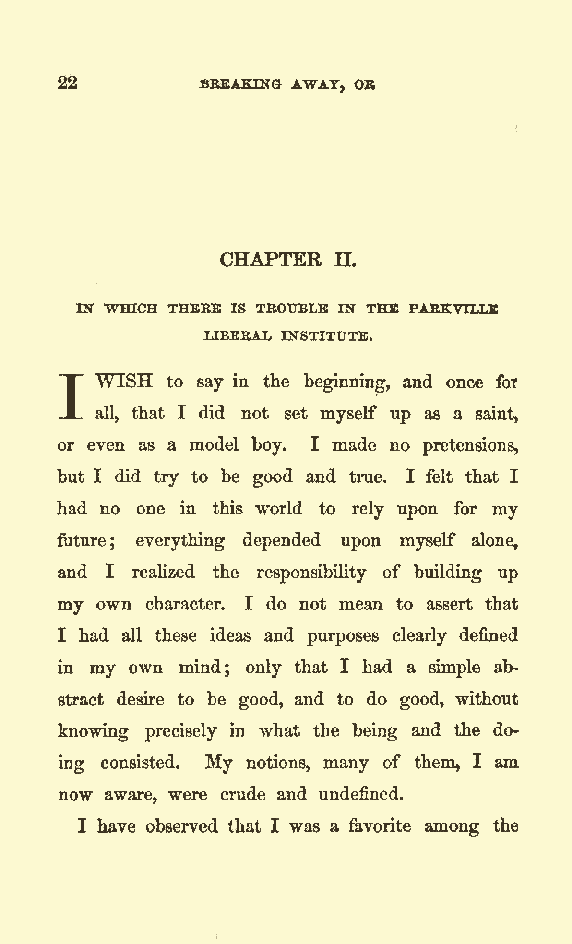 22 BREAKING AWAY, OR
CHAPTER II.
IN WHICH THERE IS TROUBLE IN THE PARKVILLE
LIBERAL INSTITUTE.
I WISH to say in the beginning, and once for
all, that I did not set myself up as a saint,
or even as a model boy. I made no pretensions,
but I did try to be good and true. I felt that I
had no one in this world to rely upon for my
future; everything depended upon myself alone,
and I realized the responsibility of building up
my own character. I do not mean to assert that
I had all these ideas and purposes clearly defined
in my own mind; only that I had a simple ab-
stract desire to be good, and to do good, without
knowing precisely in what the being and the do-
ing consisted. My notions, many of them, I am
now aware, were crude and undefined.
I have observed that I was a favorite among the